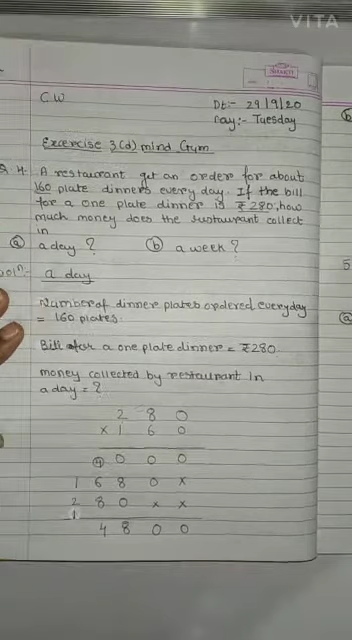 VITA
SMARTI
C.W
Dt:- 29/9/20
Day:- Tuesday
Excercise 3(d) mind Gym
Q 4. A restaurant get an ordere for about
160 plate dinners every day. If the bill
for a one plate dinner is ₹280, how
much money does the restaurant collect
in
ⓐ a day ? ⓑ a week ?
Solⁿ. a day
Number of dinner plates ordered everyday
= 160 plates.
Bill for a one plate dinner = ₹280.
money collected by restaurant in
a day = ?
2 8 0
× 1 6 0
0 0 0
1 6 8 0 ×
2 8 0 × ×
4 8 0 0
5
ⓐ